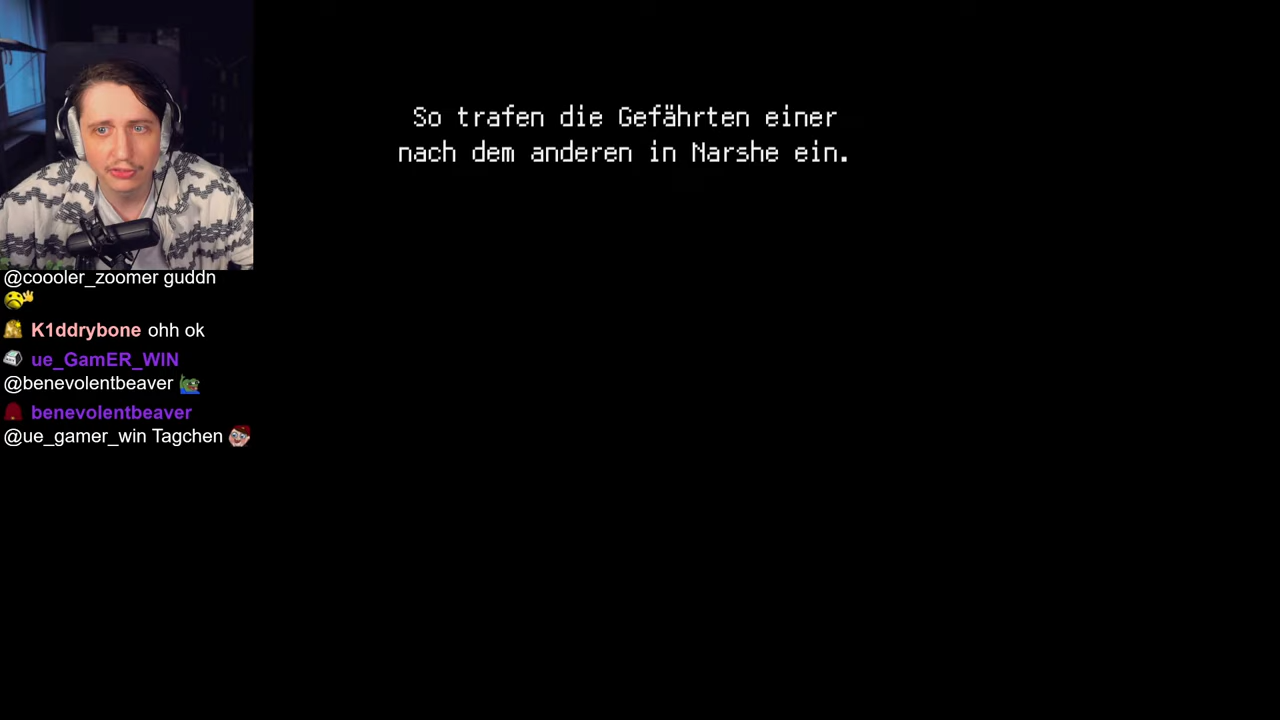 So trafen die Gefährten einer
nach dem anderen in Narshe ein.
@coooler_zoomer guddn
K1ddrybone ohh ok
ue_GamER_WIN
@benevolentbeaver
benevolentbeaver
@ue_gamer_win Tagchen